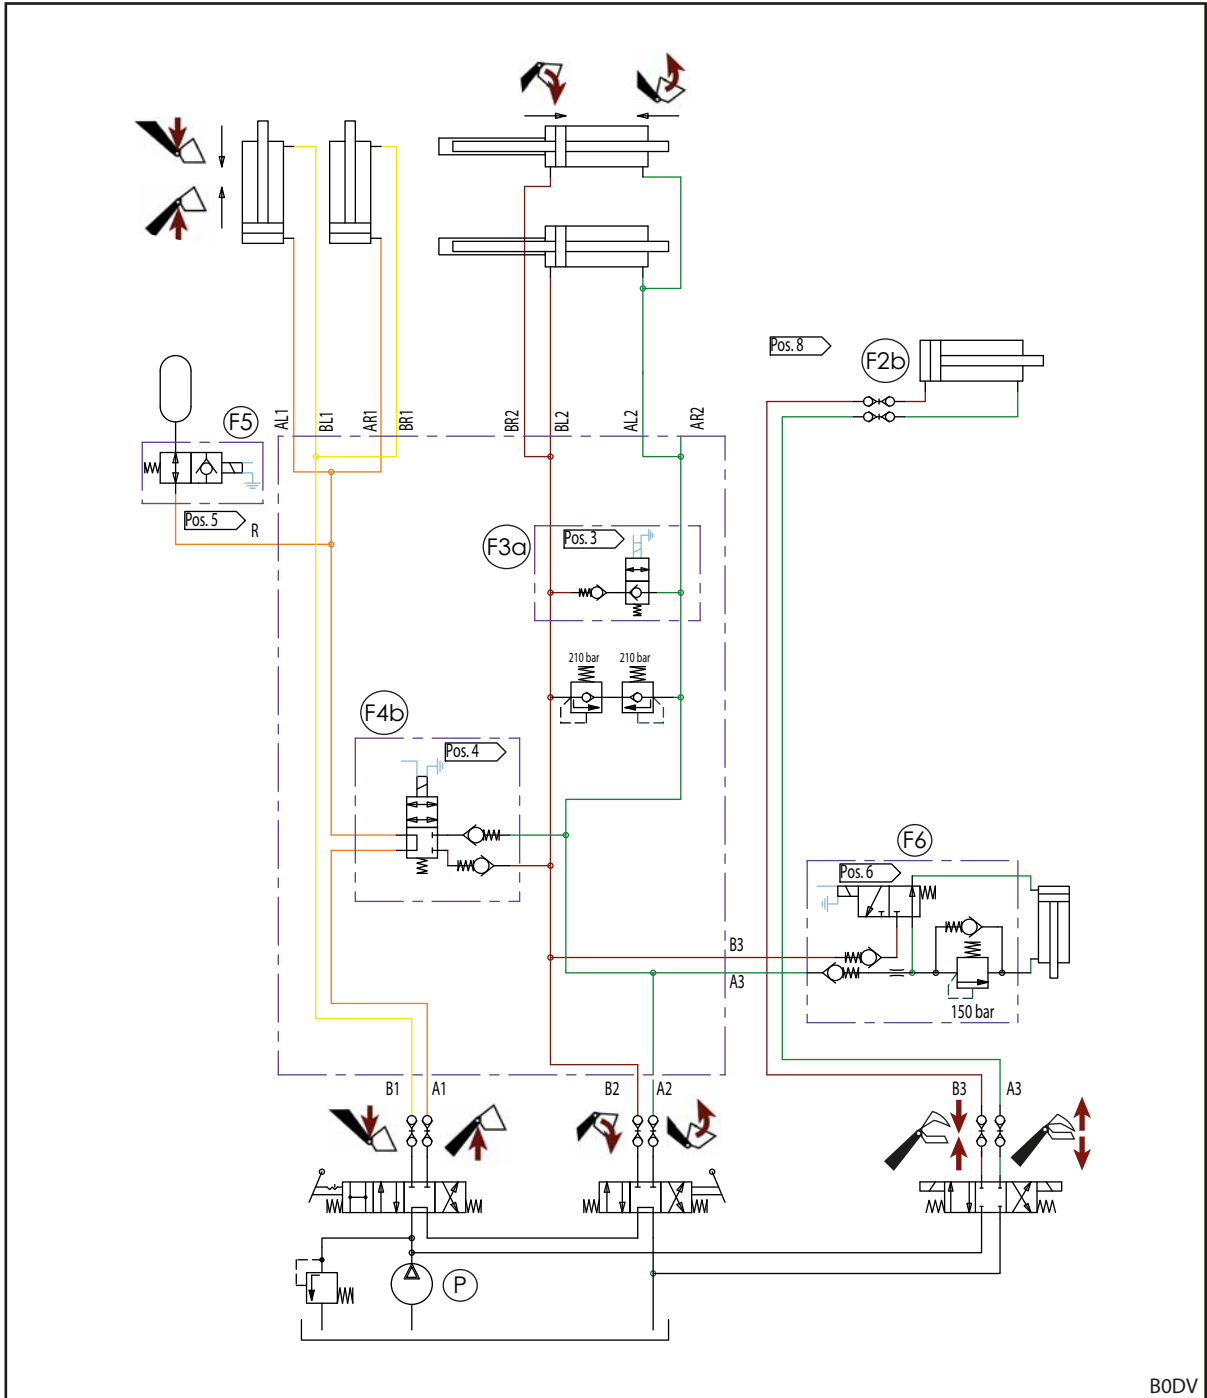 Pos. 8
F2b
F5
AL1
BL1
AR1
BR1
BR2
BL2
AL2
AR2
Pos. 5
R
F3a
Pos. 3
210 bar
210 bar
F4b
Pos. 4
F6
Pos. 6
B3
A3
150 bar
B1
A1
B2
A2
B3
A3
P
B0DV